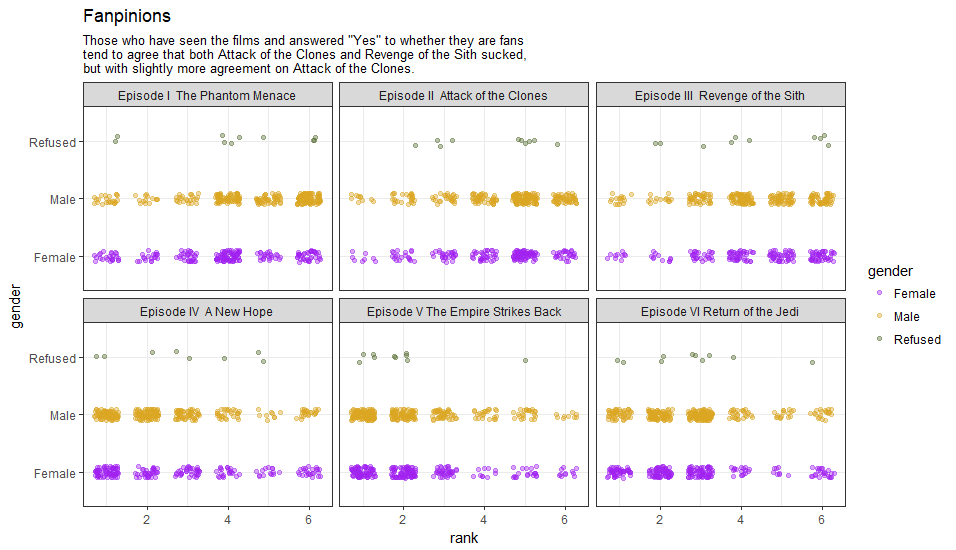 Fanpinions
Those who have seen the films and answered "Yes" to whether they are fans
tend to agree that both Attack of the Clones and Revenge of the Sith sucked,
but with slightly more agreement on Attack of the Clones.
Episode I The Phantom Menace
Episode II Attack of the Clones
Episode III Revenge of the Sith
Refused
Male
Female
Episode IV A New Hope
Episode V The Empire Strikes Back
Episode VI Return of the Jedi
Refused
Male
Female
2 4 6
2 4 6
2 4 6
rank
gender
gender
Female
Male
Refused